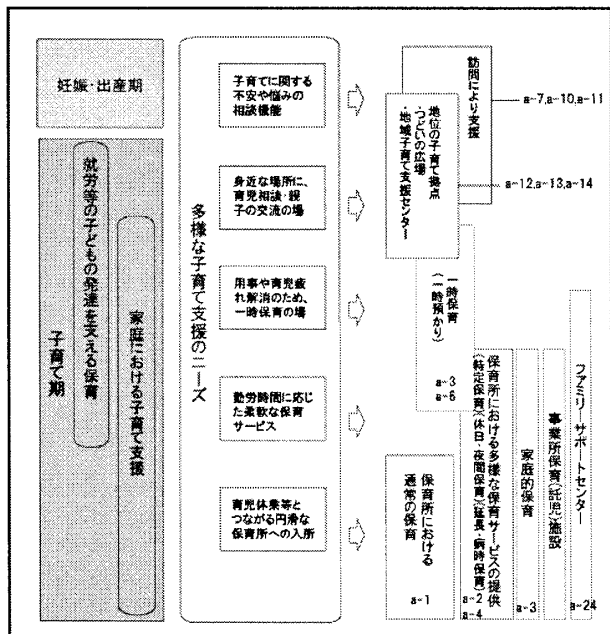 妊娠・出産期
子育て期
就労等の子どもの発達を支える保育
家庭における子育て支援
多様な子育て支援のニーズ
子育てに関する
不安や悩みの
相談機能
身近な場所に、
育児相談・親
子の交流の場
用事や育児疲
れ解消のため、
一時保育の場
勤労時間に応じ
た柔軟な保育
サービス
育児休業等と
つながる円滑な
保育所への入所
訪問により支援
a-7,a-10,a-11
地位の子育て拠点
・つどいの広場
・地域子育て支援センター
a-12,a-13,a-14
一時保育
(一時預かり)
a-3
a-6
保育所における
通常の保育
a-1
保育所における多様な保育サービスの提供
(特定保育)(休日・夜間保育)(延長・病時保育)
a-2
a-4
家庭的保育
a-3
事業所保育(託児)施設
ファミリーサポートセンター
a-24